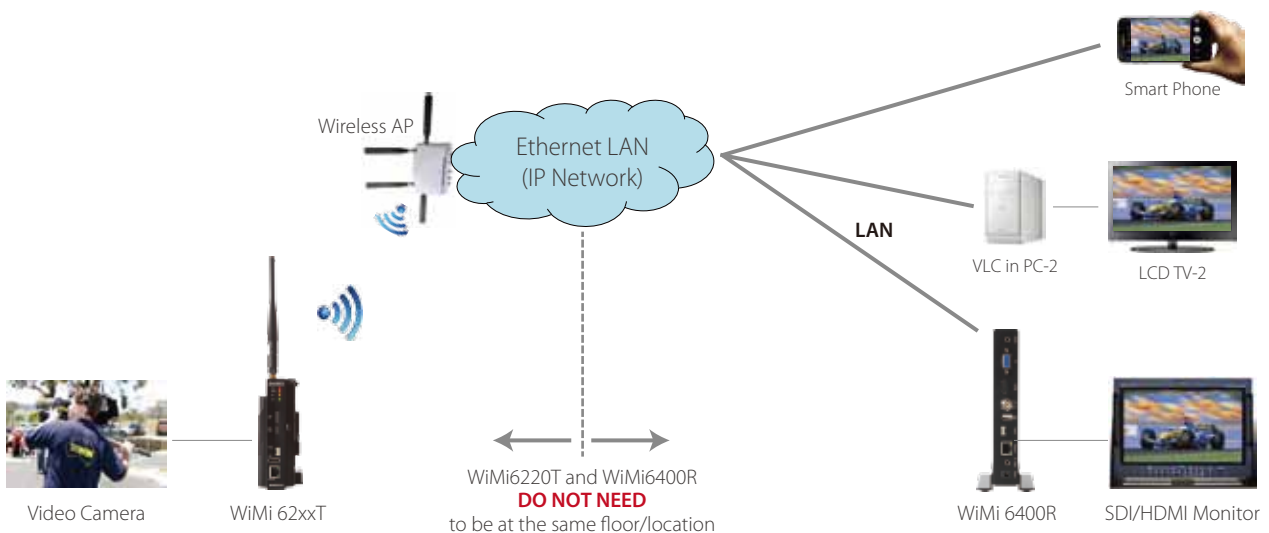 Smart Phone
Wireless AP
Ethernet LAN
(IP Network)
LAN
VLC in PC-2
LCD TV-2
WiMi6220T and WiMi6400R
DO NOT NEED
to be at the same floor/location
Video Camera
WiMi 62xxT
WiMi 6400R
SDI/HDMI Monitor